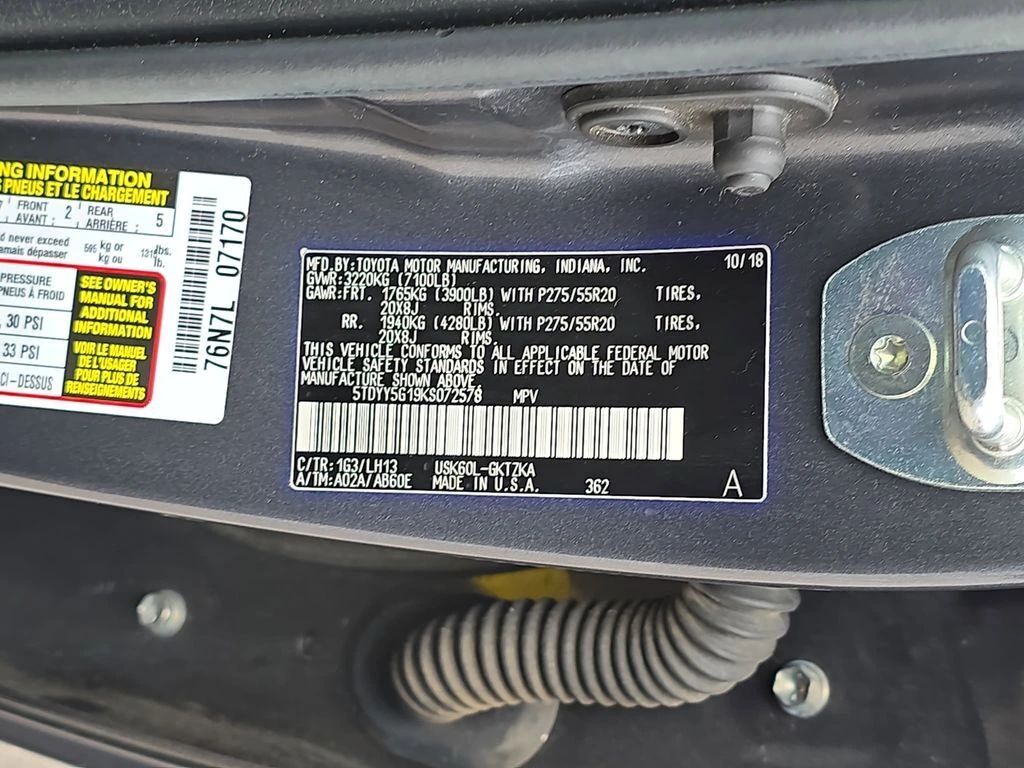 NG INFORMATION
PNEUS ET LE CHARGEMENT
FRONT 2 REAR 5
AVANT: ARRIÈRE:
d never exceed 595 kg or 1318 lbs.
amais dépasser kg ou lb.
PRESSURE
PNEUS À FROID
30 PSI
33 PSI
CI-DESSUS
SEE OWNER'S
MANUAL FOR
ADDITIONAL
INFORMATION
VOIR LE MANUEL
DE L'USAGER
POUR PLUS DE
RENSEIGNEMENTS
76N7L 07170
MFD.BY:TOYOTA MOTOR MANUFACTURING, INDIANA, INC. 10/18
GVWR:3220KG (7100LB)
GAWR:FRT. 1765KG (3900LB) WITH P275/55R20 TIRES,
20X8J RIMS.
RR. 1940KG (4280LB) WITH P275/55R20 TIRES,
20X8J RIMS.
THIS VEHICLE CONFORMS TO ALL APPLICABLE FEDERAL MOTOR
VEHICLE SAFETY STANDARDS IN EFFECT ON THE DATE OF
MANUFACTURE SHOWN ABOVE.
5TDYY5G19KS072578 MPV
C/TR:1G3/LH13 USK60L-GKTZKA
A/TM:A02A/AB60E MADE IN U.S.A. 362 A